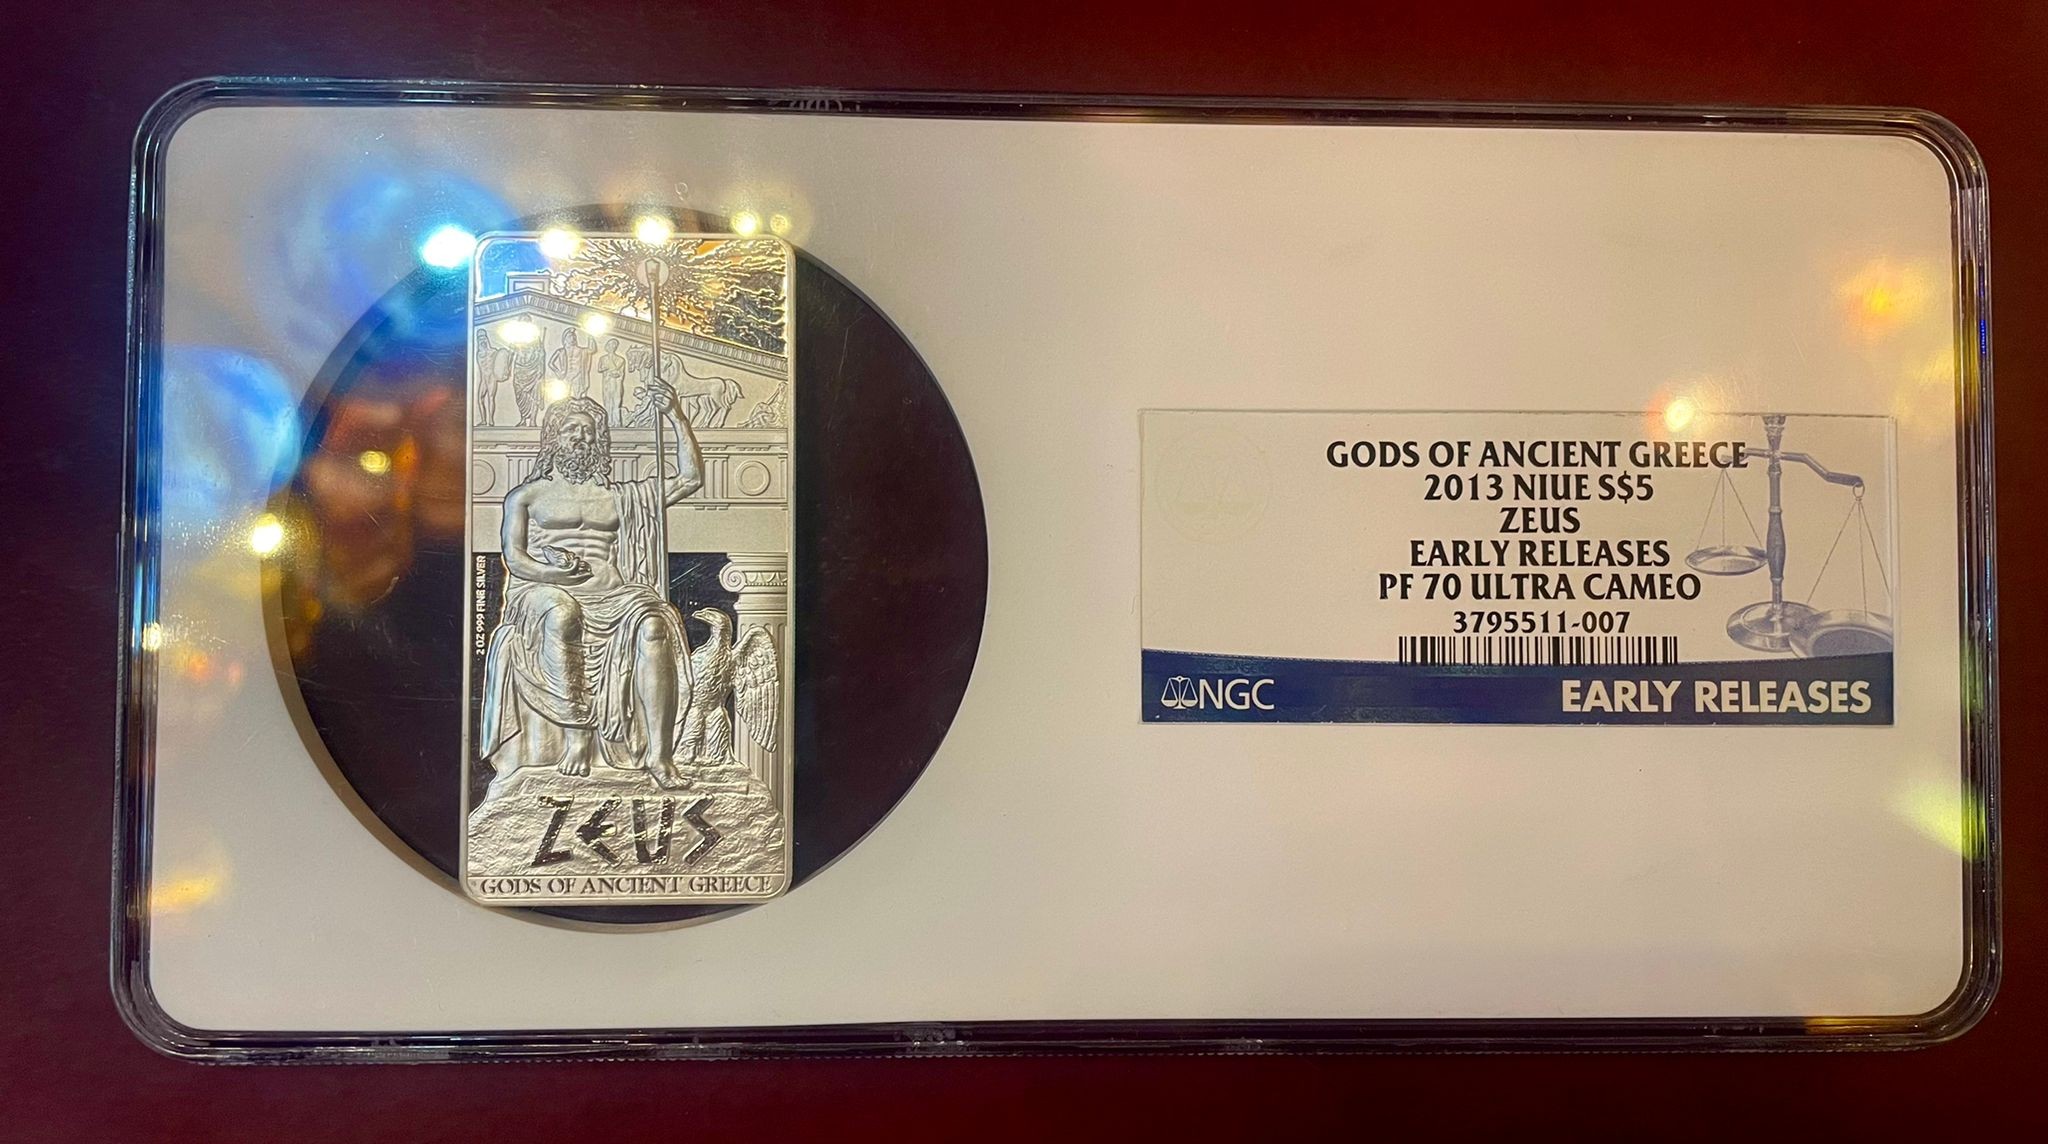 2 OZ 999 FINE SILVER
ZEUS
GODS OF ANCIENT GREECE
GODS OF ANCIENT GREECE
2013 NIUE S$5
ZEUS
EARLY RELEASES
PF 70 ULTRA CAMEO
3795511-007
NGC
EARLY RELEASES